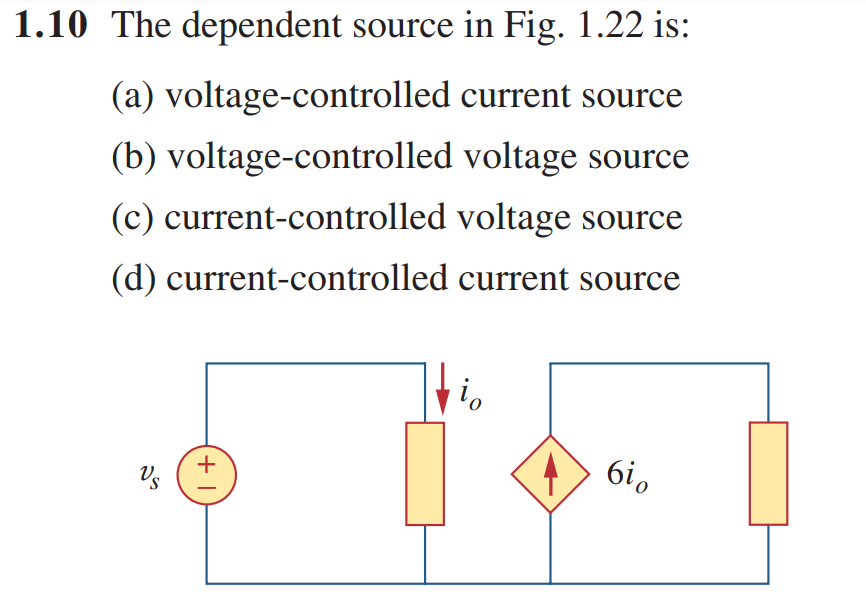 1.10 The dependent source in Fig. 1.22 is:
(a) voltage-controlled current source
(b) voltage-controlled voltage source
(c) current-controlled voltage source
(d) current-controlled current source
i_o
v_s + − 6i_o